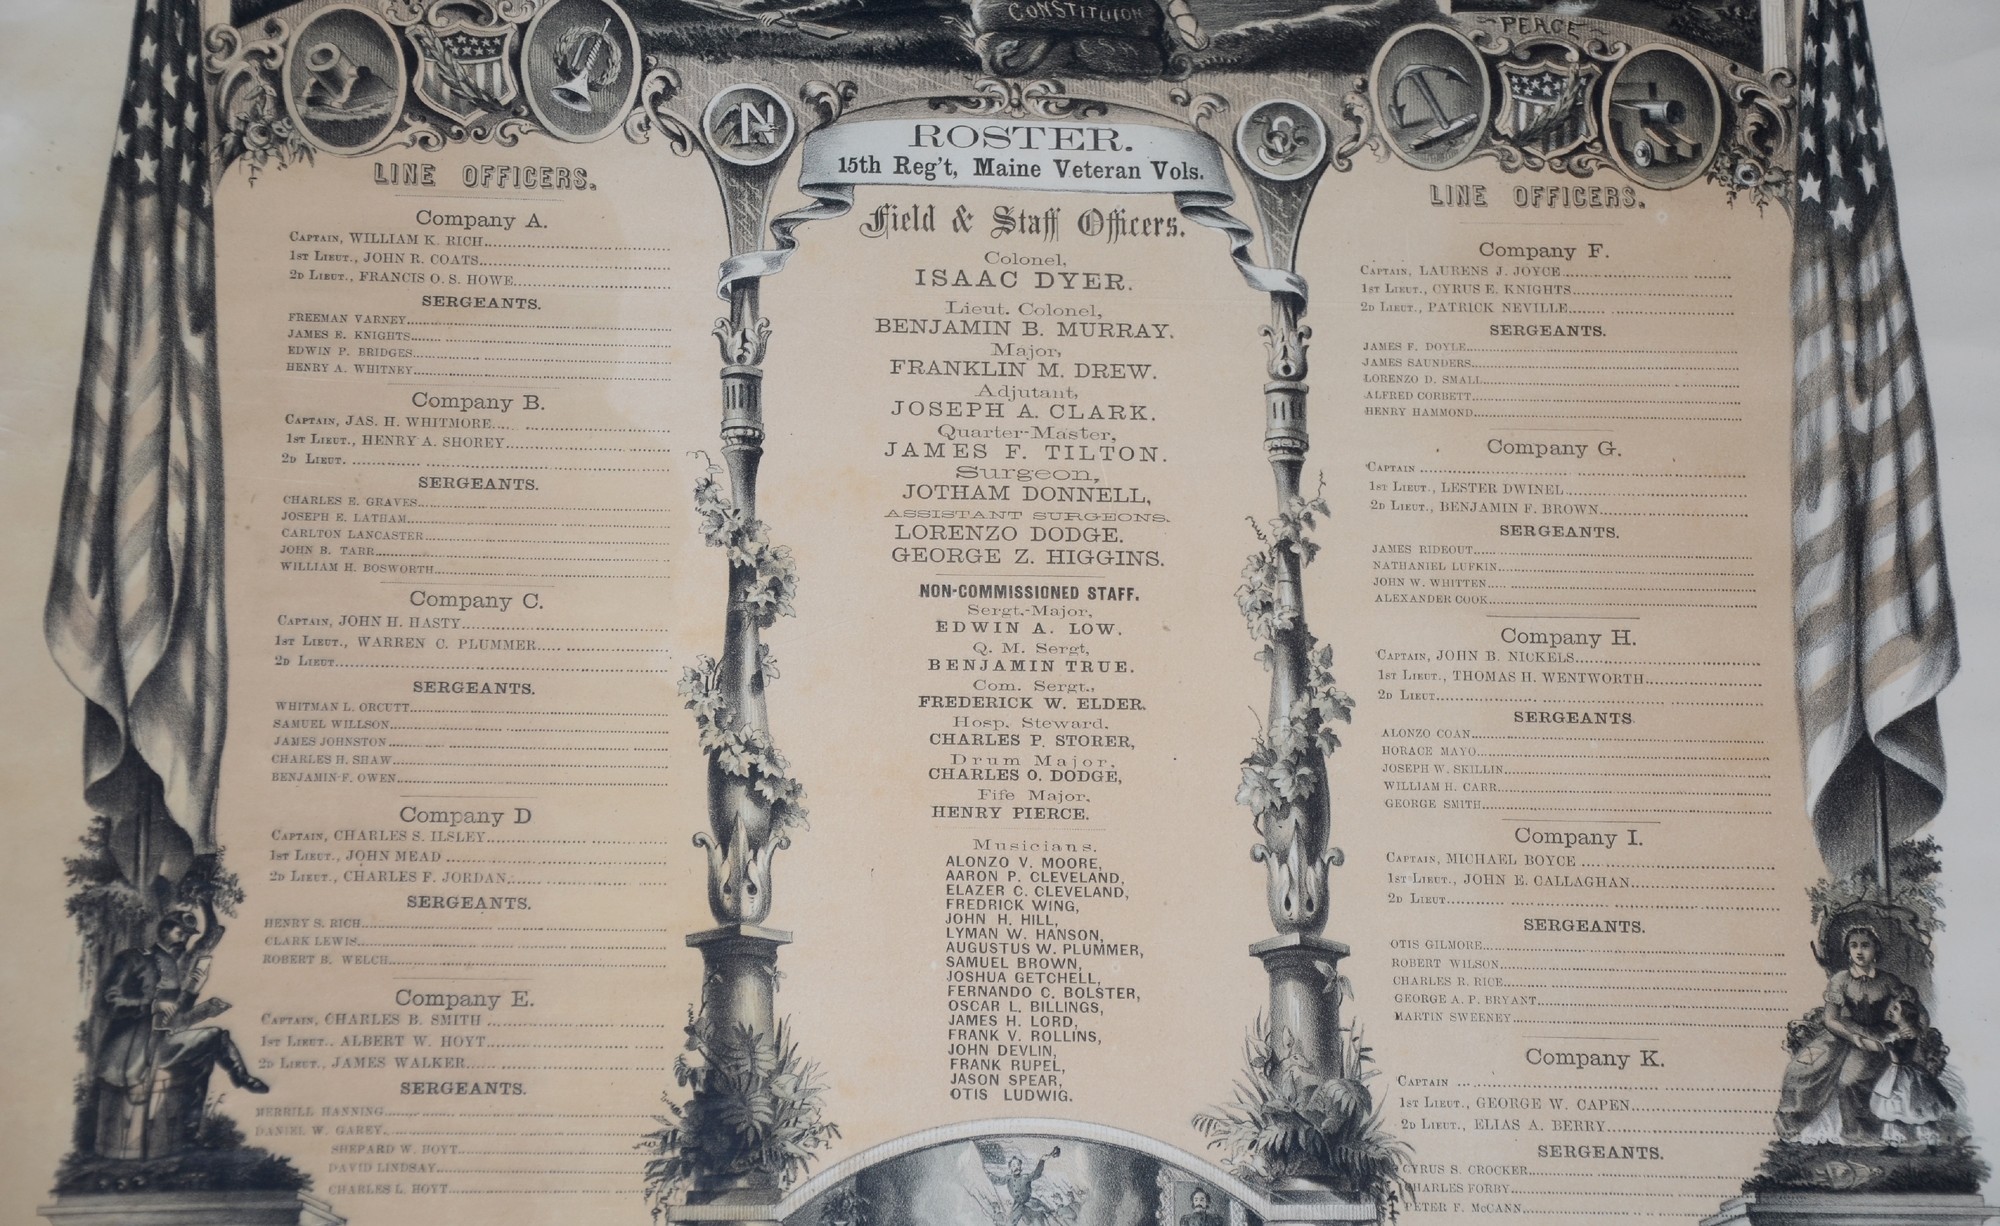 CONSTITUTION
CSA
PEACE
ROSTER.
15th Reg't, Maine Veteran Vols.
LINE OFFICERS.
Company A.
Captain, WILLIAM K. RICH
1st Lieut., JOHN R. COATS
2d Lieut., FRANCIS O. S. HOWE
SERGEANTS.
FREEMAN VARNEY
JAMES E. KNIGHTS
EDWIN P. BRIDGES
HENRY A. WHITNEY
Company B.
Captain, JAS. H. WHITMORE
1st Lieut., HENRY A. SHOREY
2d Lieut.
SERGEANTS.
CHARLES E. GRAVES
JOSEPH E. LATHAM
CARLTON LANCASTER
JOHN B. TARR
WILLIAM H. BOSWORTH
Company C.
Captain, JOHN H. HASTY
1st Lieut., WARREN C. PLUMMER
2d Lieut.
SERGEANTS.
WHITMAN L. ORCUTT
SAMUEL WILLSON
JAMES JOHNSTON
CHARLES H. SHAW
BENJAMIN F. OWEN
Company D
Captain, CHARLES S. ILSLEY
1st Lieut., JOHN MEAD
2d Lieut., CHARLES F. JORDAN
SERGEANTS.
HENRY S. RICH
CLARK LEWIS
ROBERT B. WELCH
Company E.
Captain, CHARLES B. SMITH
1st Lieut., ALBERT W. HOYT
2d Lieut., JAMES WALKER
SERGEANTS.
MERRILL HANNING
DANIEL W. GAREY
SHEPARD W. HOYT
DAVID LINDSAY
CHARLES L. HOYT
Field & Staff Officers.
Colonel,
ISAAC DYER.
Lieut. Colonel,
BENJAMIN B. MURRAY.
Major,
FRANKLIN M. DREW.
Adjutant,
JOSEPH A. CLARK.
Quarter-Master,
JAMES F. TILTON.
Surgeon,
JOTHAM DONNELL,
ASSISTANT SURGEONS.
LORENZO DODGE.
GEORGE Z. HIGGINS.
NON-COMMISSIONED STAFF.
Sergt.-Major,
EDWIN A. LOW.
Q. M. Sergt,
BENJAMIN TRUE.
Com. Sergt.,
FREDERICK W. ELDER.
Hosp. Steward.
CHARLES P. STORER,
Drum Major,
CHARLES O. DODGE,
Fife Major.
HENRY PIERCE.
Musicians.
ALONZO V. MOORE,
AARON P. CLEVELAND,
ELAZER C. CLEVELAND,
FREDRICK WING,
JOHN H. HILL,
LYMAN W. HANSON,
AUGUSTUS W. PLUMMER,
SAMUEL BROWN,
JOSHUA GETCHELL,
FERNANDO C. BOLSTER,
OSCAR L. BILLINGS,
JAMES H. LORD,
FRANK V. ROLLINS,
JOHN DEVLIN,
FRANK RUPEL,
JASON SPEAR,
OTIS LUDWIG.
LINE OFFICERS.
Company F.
Captain, LAURENS J. JOYCE
1st Lieut., CYRUS E. KNIGHTS
2d Lieut., PATRICK NEVILLE
SERGEANTS.
JAMES F. DOYLE
JAMES SAUNDERS
LORENZO D. SMALL
ALFRED CORBETT
HENRY HAMMOND
Company G.
Captain
1st Lieut., LESTER DWINEL
2d Lieut., BENJAMIN F. BROWN
SERGEANTS.
JAMES RIDEOUT
NATHANIEL LUFKIN
JOHN W. WHITTEN
ALEXANDER COOK
Company H.
Captain, JOHN B. NICKELS
1st Lieut., THOMAS H. WENTWORTH
2d Lieut.
SERGEANTS
ALONZO COAN
HORACE MAYO
JOSEPH W. SKILLIN
WILLIAM H. CARR
GEORGE SMITH
Company I.
Captain, MICHAEL BOYCE
1st Lieut., JOHN E. CALLAGHAN
2d Lieut.
SERGEANTS.
OTIS GILMORE
ROBERT WILSON
CHARLES R. RICE
GEORGE A. P. BRYANT
MARTIN SWEENEY
Company K.
Captain
1st Lieut., GEORGE W. CAPEN
2d Lieut., ELIAS A. BERRY
SERGEANTS.
CYRUS S. CROCKER
CHARLES FORBY
PETER F. McCANN